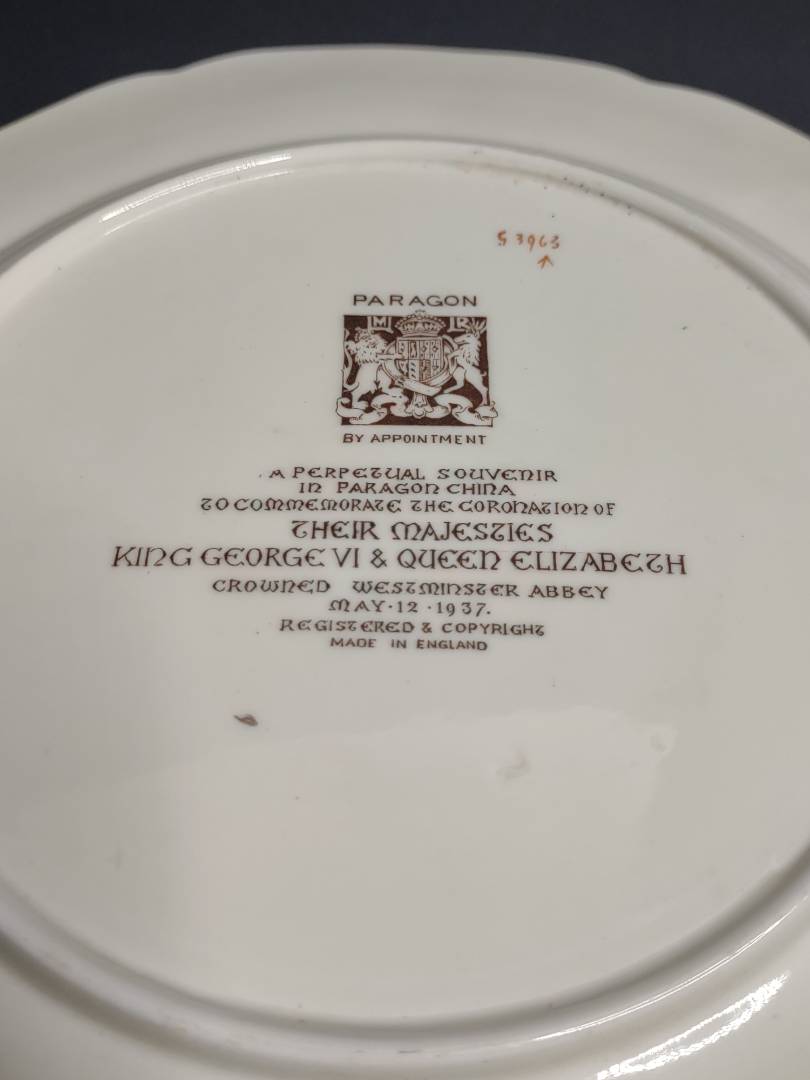 S 3963
PARAGON
M R
BY APPOINTMENT
A PERPETUAL SOUVENIR
IN PARAGON CHINA
TO COMMEMORATE THE CORONATION OF
THEIR MAJESTIES
KING GEORGE VI & QUEEN ELIZABETH
CROWNED WESTMINSTER ABBEY
MAY · 12 · 1937.
REGISTERED & COPYRIGHT
MADE IN ENGLAND